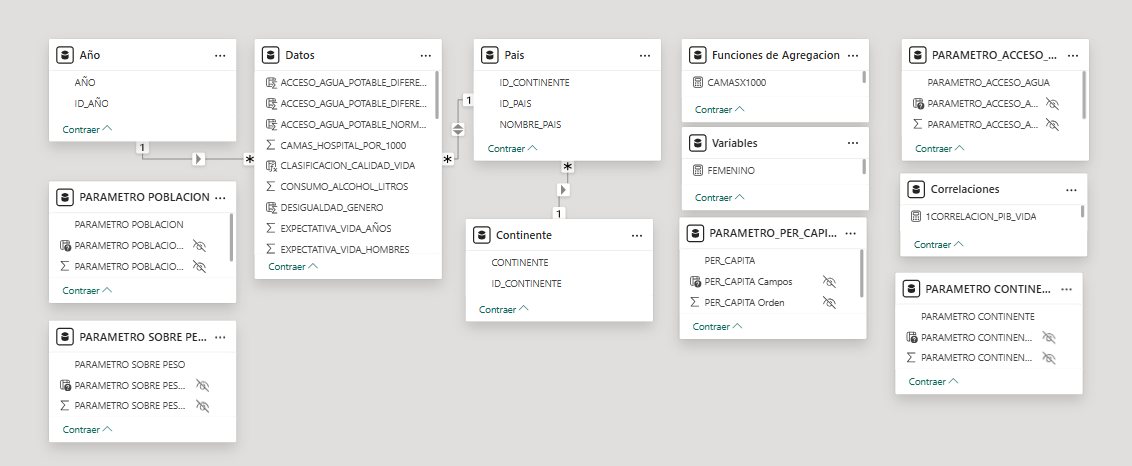 Año
AÑO
ID_AÑO
Contraer
1
*
Datos
ACCESO_AGUA_POTABLE_DIFERE...
ACCESO_AGUA_POTABLE_DIFERE...
ACCESO_AGUA_POTABLE_NORM...
CAMAS_HOSPITAL_POR_1000
CLASIFICACION_CALIDAD_VIDA
CONSUMO_ALCOHOL_LITROS
DESIGUALDAD_GENERO
EXPECTATIVA_VIDA_AÑOS
EXPECTATIVA_VIDA_HOMBRES
Contraer
*
1
Pais
ID_CONTINENTE
ID_PAIS
NOMBRE_PAIS
Contraer
*
1
Continente
CONTINENTE
ID_CONTINENTE
Contraer
Funciones de Agregacion
CAMASX1000
Contraer
Variables
FEMENINO
Contraer
PARAMETRO_PER_CAPI...
PER_CAPITA
PER_CAPITA Campos
PER_CAPITA Orden
Contraer
PARAMETRO_ACCESO_...
PARAMETRO_ACCESO_AGUA
PARAMETRO_ACCESO_A...
PARAMETRO_ACCESO_A...
Contraer
Correlaciones
1CORRELACION_PIB_VIDA
Contraer
PARAMETRO CONTINE...
PARAMETRO CONTINENTE
PARAMETRO CONTINEN...
PARAMETRO CONTINEN...
Contraer
PARAMETRO POBLACION
PARAMETRO POBLACION
PARAMETRO POBLACIO...
PARAMETRO POBLACIO...
Contraer
PARAMETRO SOBRE PE...
PARAMETRO SOBRE PESO
PARAMETRO SOBRE PES...
PARAMETRO SOBRE PES...
Contraer